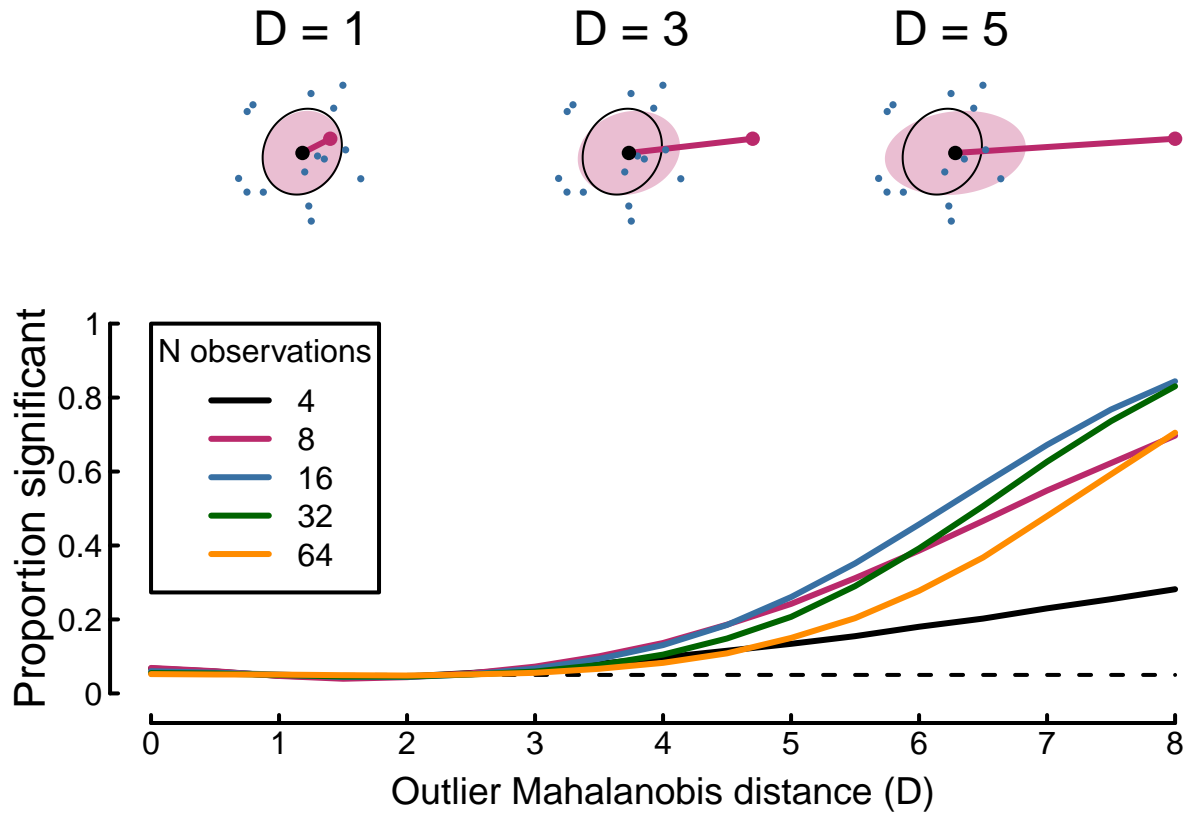 D = 1
D = 3
D = 5
Proportion significant
1
0.8
0.6
0.4
0.2
0
N observations
4
8
16
32
64
0 1 2 3 4 5 6 7 8
Outlier Mahalanobis distance (D)